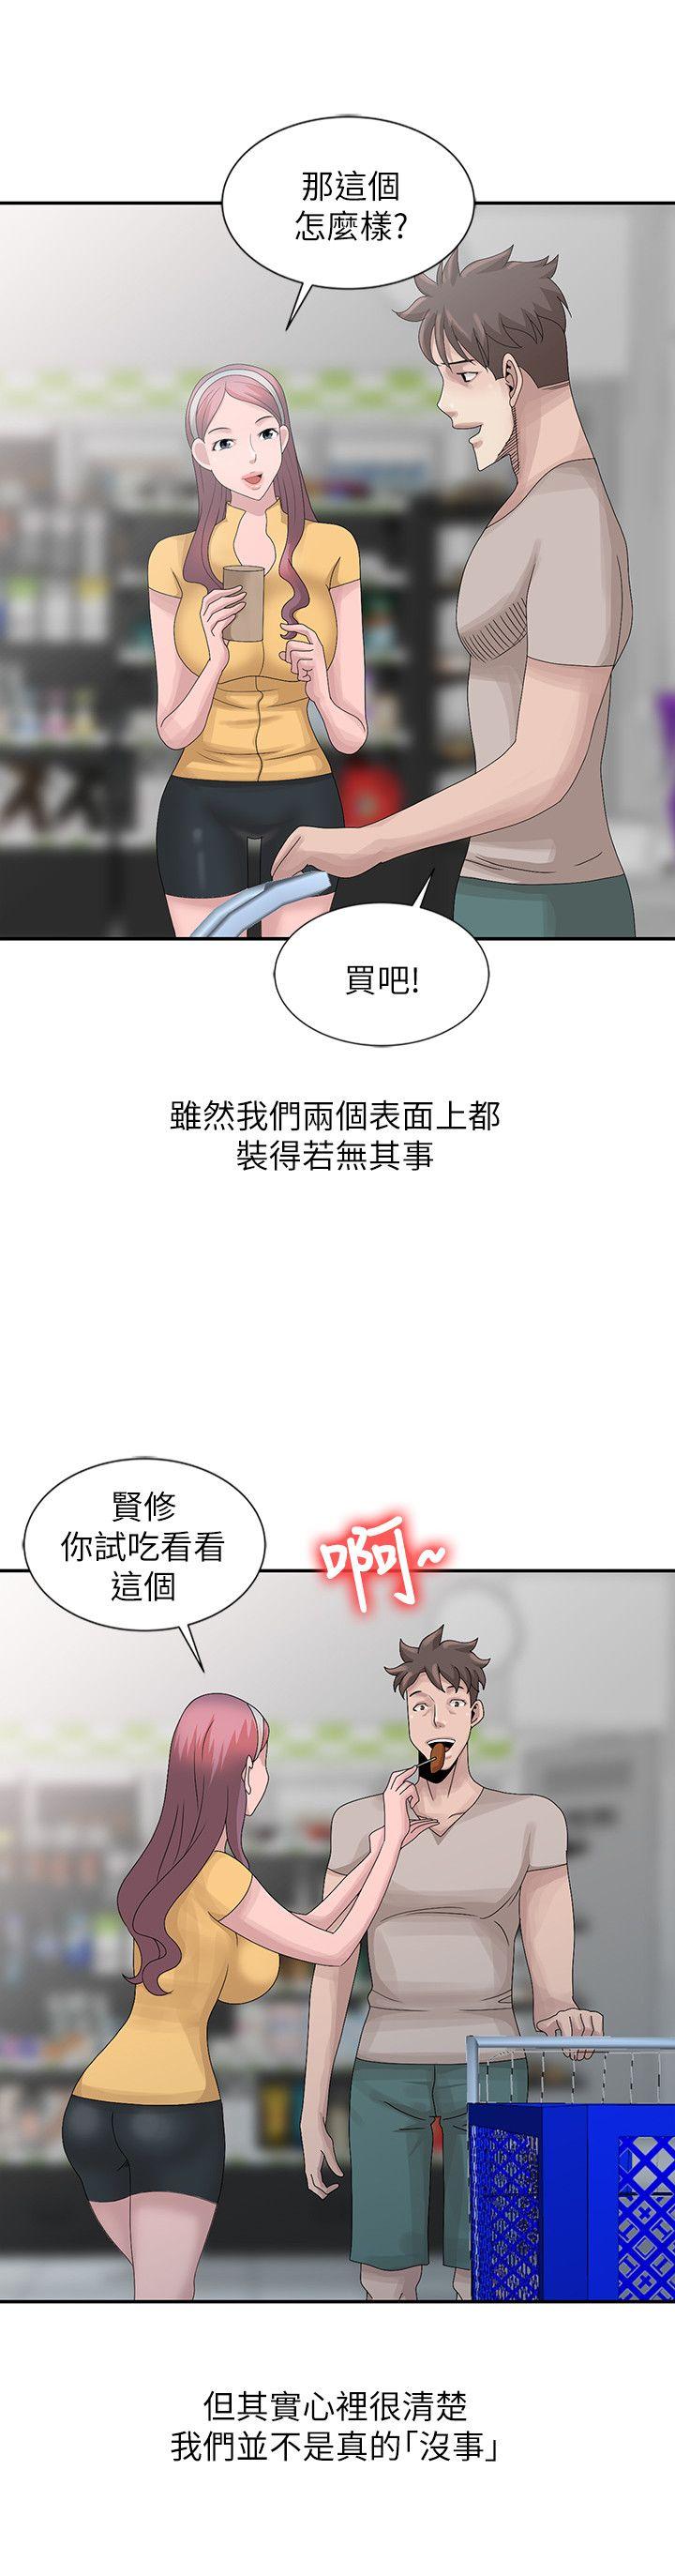 那這個
怎麼樣?
買吧!
雖然我們兩個表面上都
裝得若無其事
賢修
你試吃看看
這個
啊~
但其實心裡很清楚
我們並不是真的「沒事」